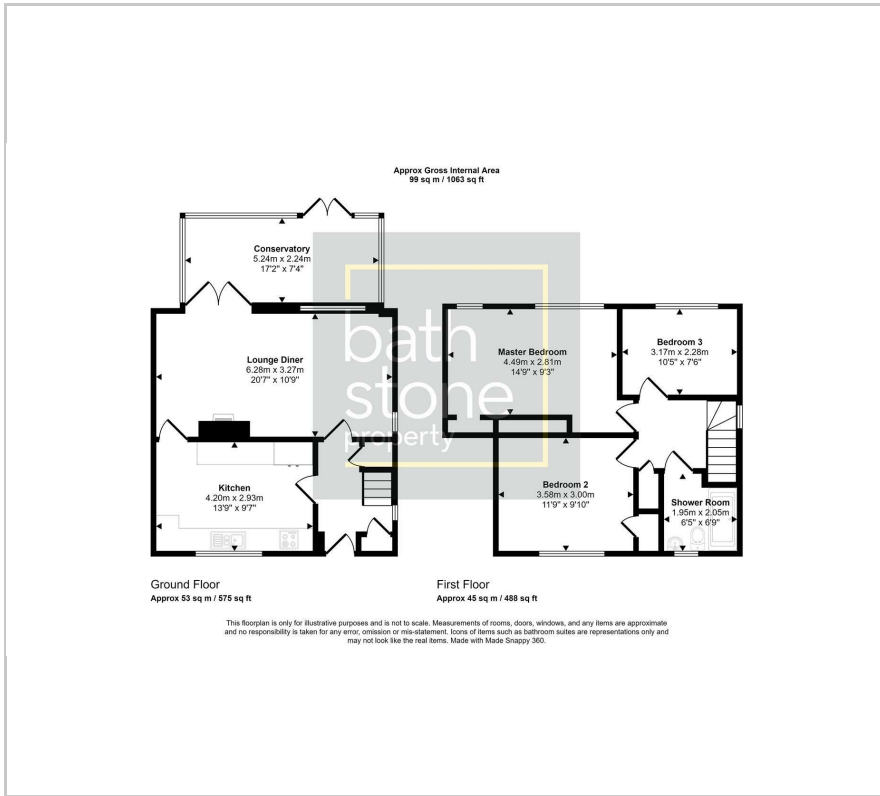 Approx Gross Internal Area
99 sq m / 1063 sq ft
Conservatory
5.24m x 2.24m
17'2" x 7'4"
Lounge Diner
6.28m x 3.27m
20'7" x 10'9"
Kitchen
4.20m x 2.93m
13'9" x 9'7"
Master Bedroom
4.49m x 2.81m
14'9" x 9'3"
Bedroom 3
3.17m x 2.28m
10'5" x 7'6"
Bedroom 2
3.58m x 3.00m
11'9" x 9'10"
Shower Room
1.95m x 2.05m
6'5" x 6'9"
bath
stone
property
Ground Floor
Approx 53 sq m / 575 sq ft
First Floor
Approx 45 sq m / 488 sq ft
This floorplan is only for illustrative purposes and is not to scale. Measurements of rooms, doors, windows, and any items are approximate
and no responsibility is taken for any error, omission or mis-statement. Icons of items such as bathroom suites are representations only and
may not look like the real items. Made with Made Snappy 360.